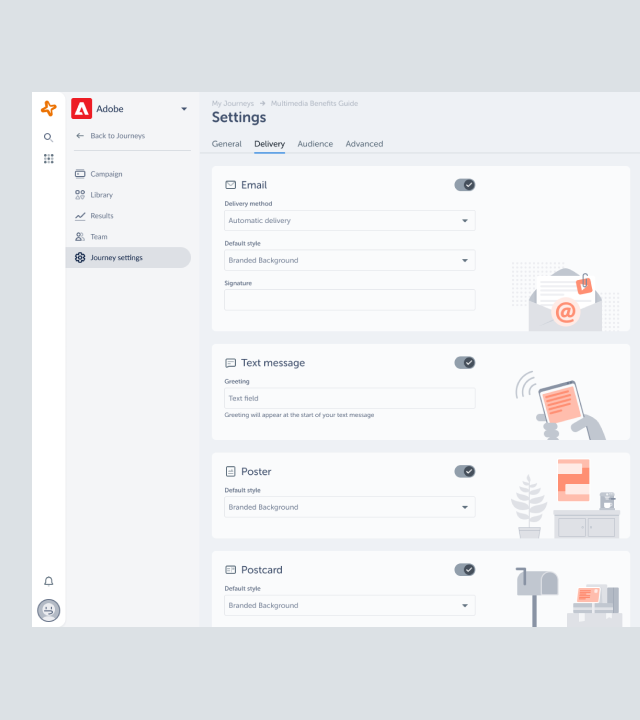 Adobe
Back to Journeys
Campaign
Library
Results
Team
Journey settings
My Journeys → Multimedia Benefits Guide
Settings
General Delivery Audience Advanced
Email
Delivery method
Automatic delivery
Default style
Branded Background
Signature
@
Text message
Greeting
Text field
Greeting will appear at the start of your text message
Poster
Default style
Branded Background
Postcard
Default style
Branded Background